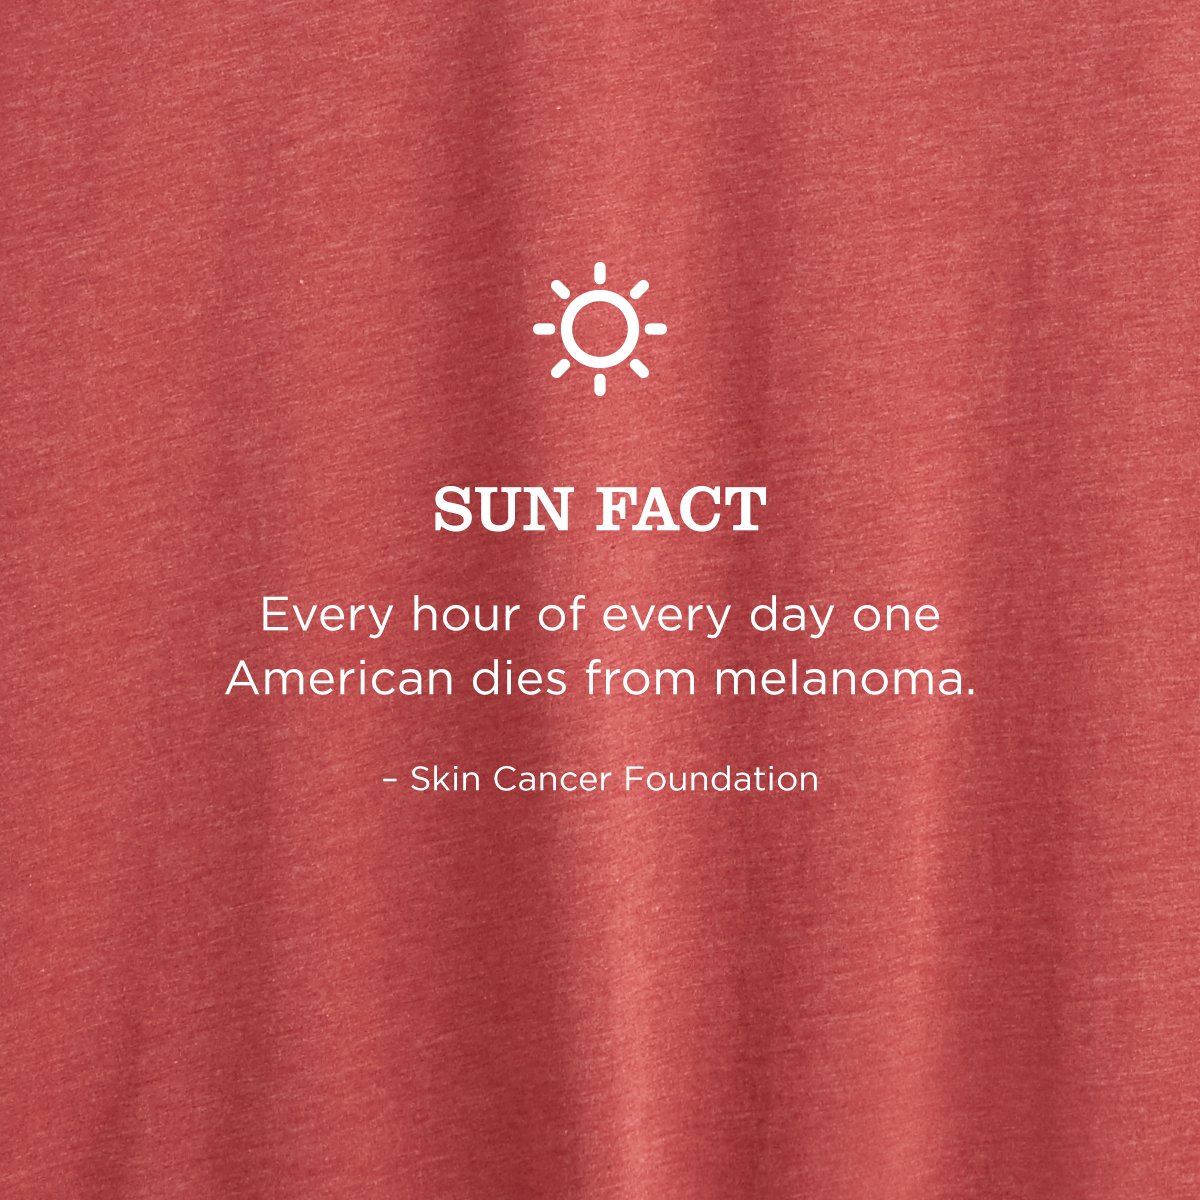 SUN FACT
Every hour of every day one
American dies from melanoma.
– Skin Cancer Foundation